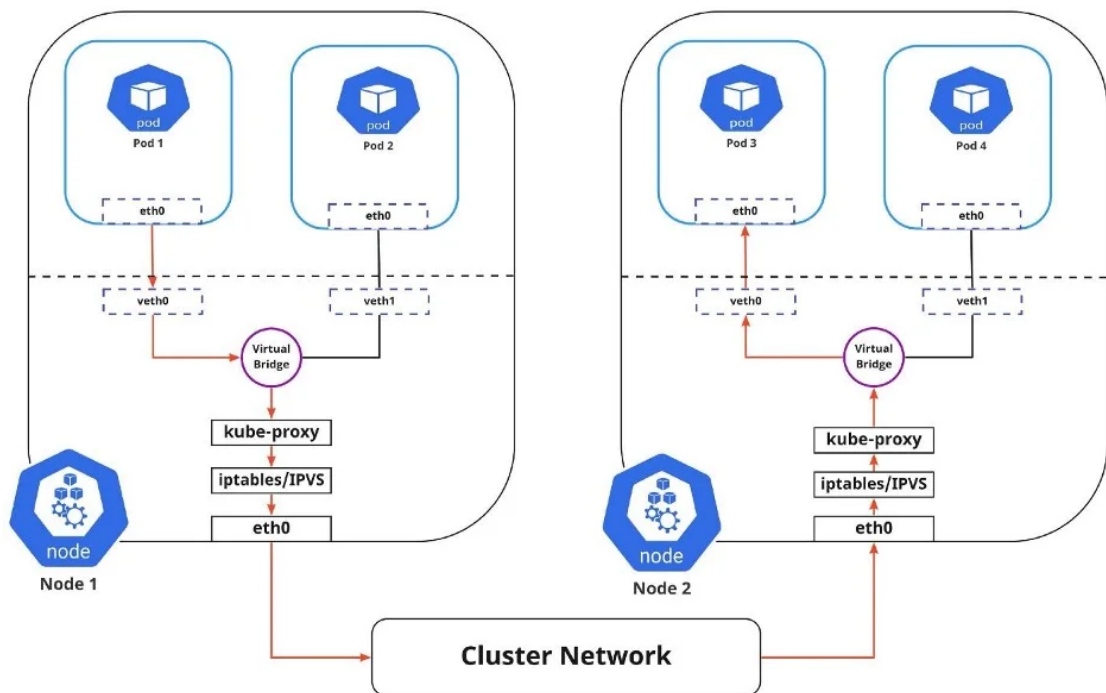 pod
Pod 1
pod
Pod 2
pod
Pod 3
pod
Pod 4
eth0
eth0
eth0
eth0
veth0
veth1
veth0
veth1
Virtual
Bridge
Virtual
Bridge
kube-proxy
kube-proxy
iptables/IPVS
iptables/IPVS
eth0
eth0
node
Node 1
node
Node 2
Cluster Network